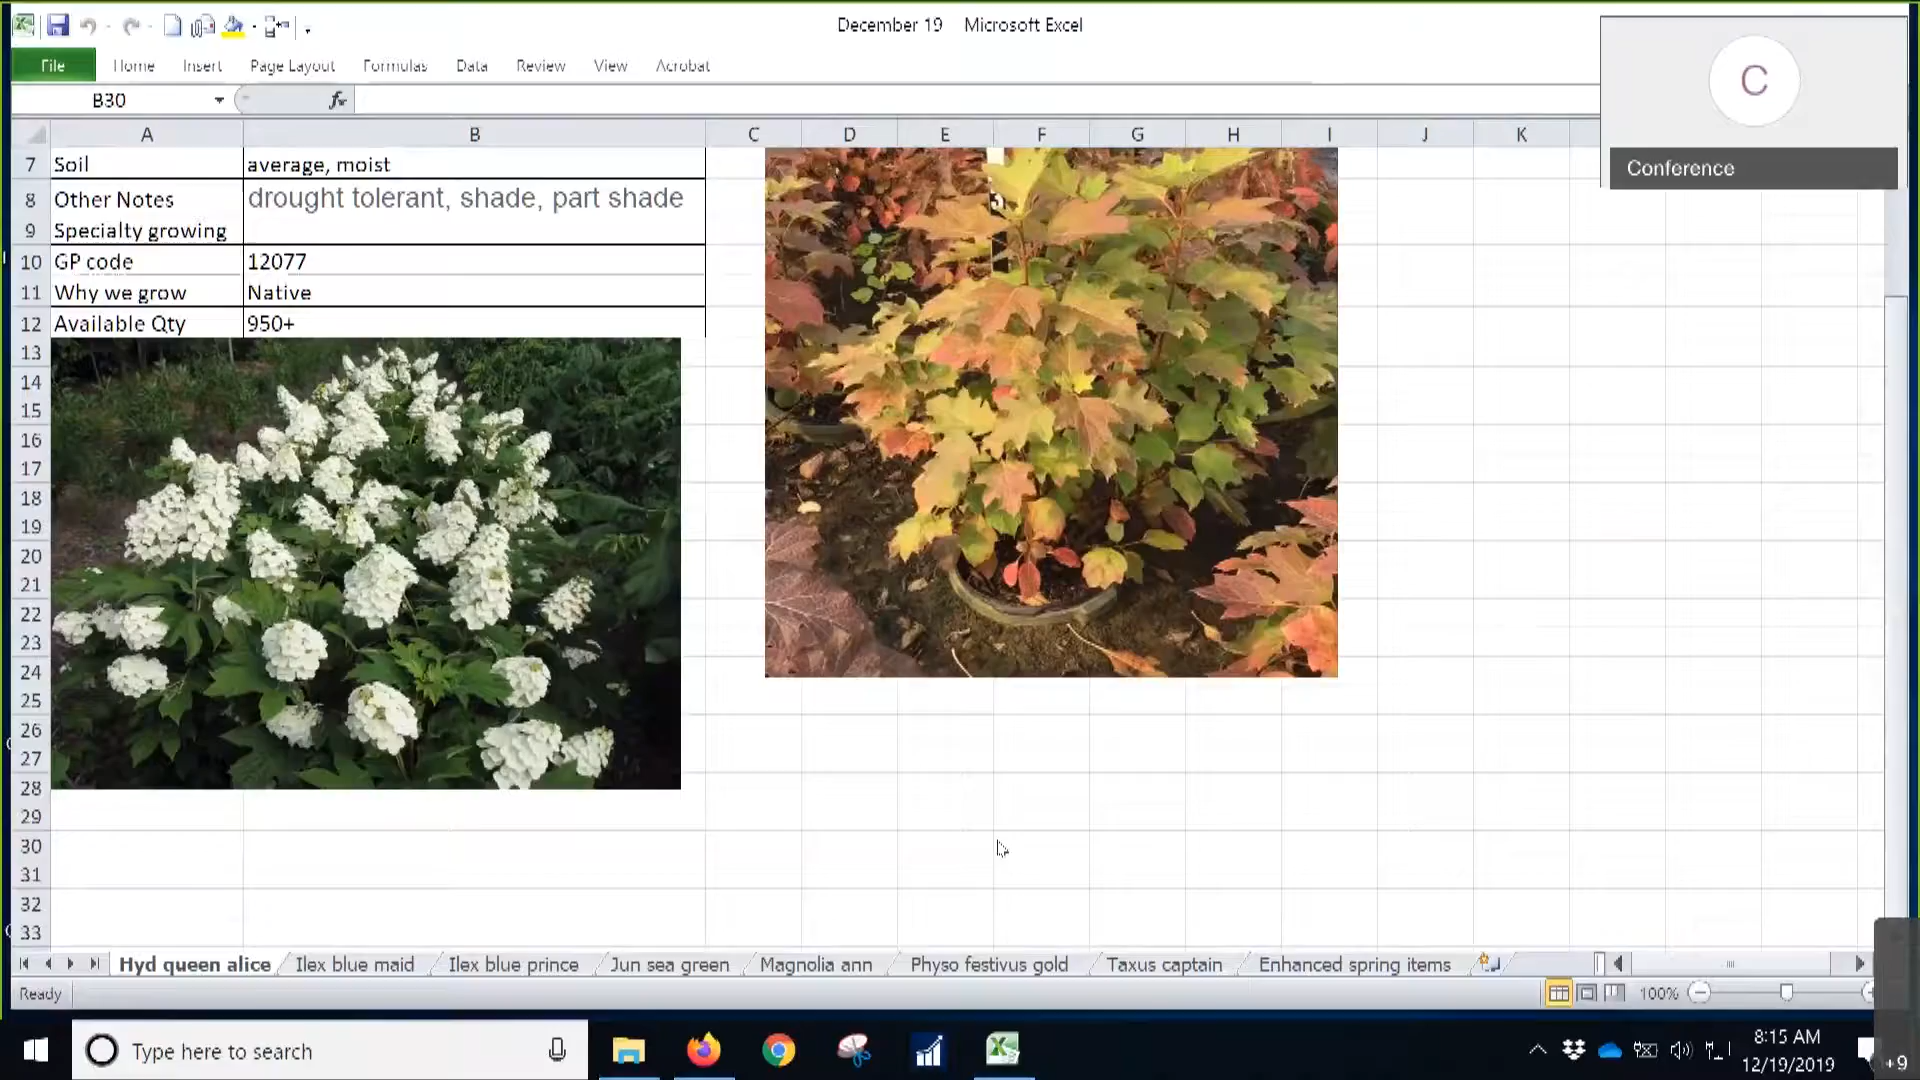 December 19 Microsoft Excel
File Home Insert Page Layout Formulas Data Review View Acrobat
B30 fx
C
Conference
A B C D E F G H I J K
7 Soil average, moist
8 Other Notes drought tolerant, shade, part shade
9 Specialty growing
10 GP code 12077
11 Why we grow Native
12 Available Qty 950+
13
14
15
16
17
18
19
20
21
22
23
24
25
26
27
28
29
30
31
32
33
Hyd queen alice Ilex blue maid Ilex blue prince Jun sea green Magnolia ann Physo festivus gold Taxus captain Enhanced spring items
Ready 100%
Type here to search
8:15 AM
12/19/2019
+9